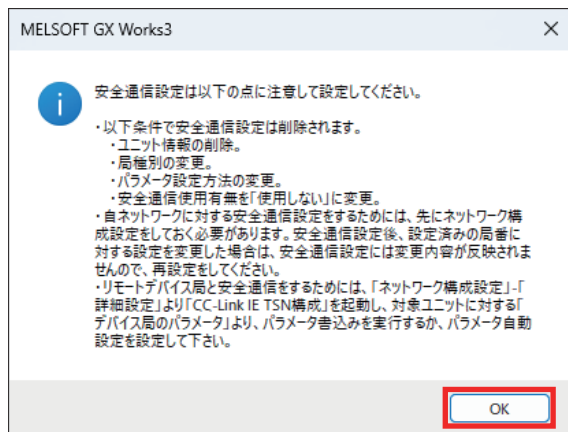 MELSOFT GX Works3
安全通信設定は以下の点に注意して設定してください。
・以下条件で安全通信設定は削除されます。
・ユニット情報の削除。
・局種別の変更。
・パラメータ設定方法の変更。
・安全通信使用有無を「使用しない」に変更。
・自ネットワークに対する安全通信設定をするためには、先にネットワーク構
成設定をしておく必要があります。安全通信設定後、設定済みの局番に
対する設定を変更した場合は、安全通信設定には変更内容が反映されま
せんので、再設定をしてください。
・リモートデバイス局と安全通信をするためには、「ネットワーク構成設定」-「
詳細設定」より「CC-Link IE TSN構成」を起動し、対象ユニットに対する「
デバイス局のパラメータ」より、パラメータ書込みを実行するか、パラメータ自動
設定を設定して下さい。
OK